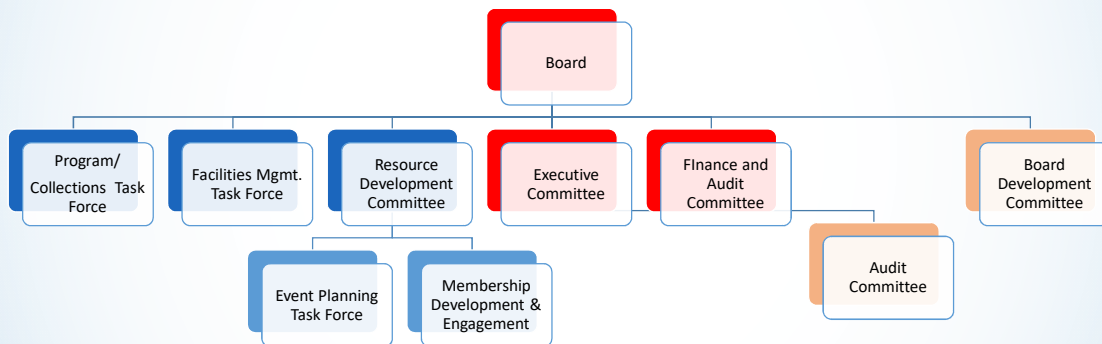 Board
Program/
Collections Task
Force
Facilities Mgmt.
Task Force
Resource
Development
Committee
Executive
Committee
FInance and
Audit
Committee
Board
Development
Committee
Event Planning
Task Force
Membership
Development &
Engagement
Audit
Committee